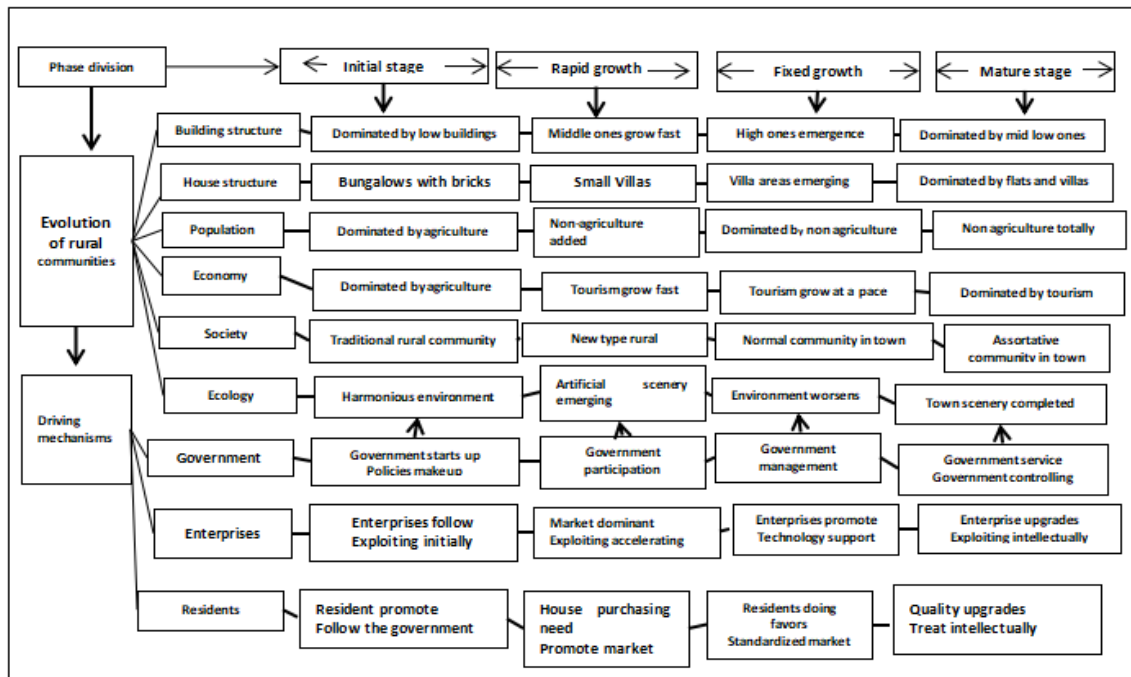 Phase division
Initial stage
Rapid growth
Fixed growth
Mature stage
Building structure
Dominated by low buildings
Middle ones grow fast
High ones emergence
Dominated by mid low ones
House structure
Bungalows with bricks
Small Villas
Villa areas emerging
Dominated by flats and villas
Evolution
of rural
communities
Population
Dominated by agriculture
Non-agriculture
added
Dominated by non agriculture
Non agriculture totally
Economy
Dominated by agriculture
Tourism grow fast
Tourism grow at a pace
Dominated by tourism
Society
Traditional rural community
New type rural
Normal community in town
Assortative
community in town
Ecology
Harmonious environment
Artificial scenery
emerging
Environment worsens
Town scenery completed
Driving
mechanisms
Government
Government starts up
Policies makeup
Government
participation
Government
management
Government service
Government controlling
Enterprises
Enterprises follow
Exploiting initially
Market dominant
Exploiting accelerating
Enterprises promote
Technology support
Enterprise upgrades
Exploiting intellectually
Residents
Resident promote
Follow the government
House purchasing
need
Promote market
Residents doing
favors
Standardized market
Quality upgrades
Treat intellectually